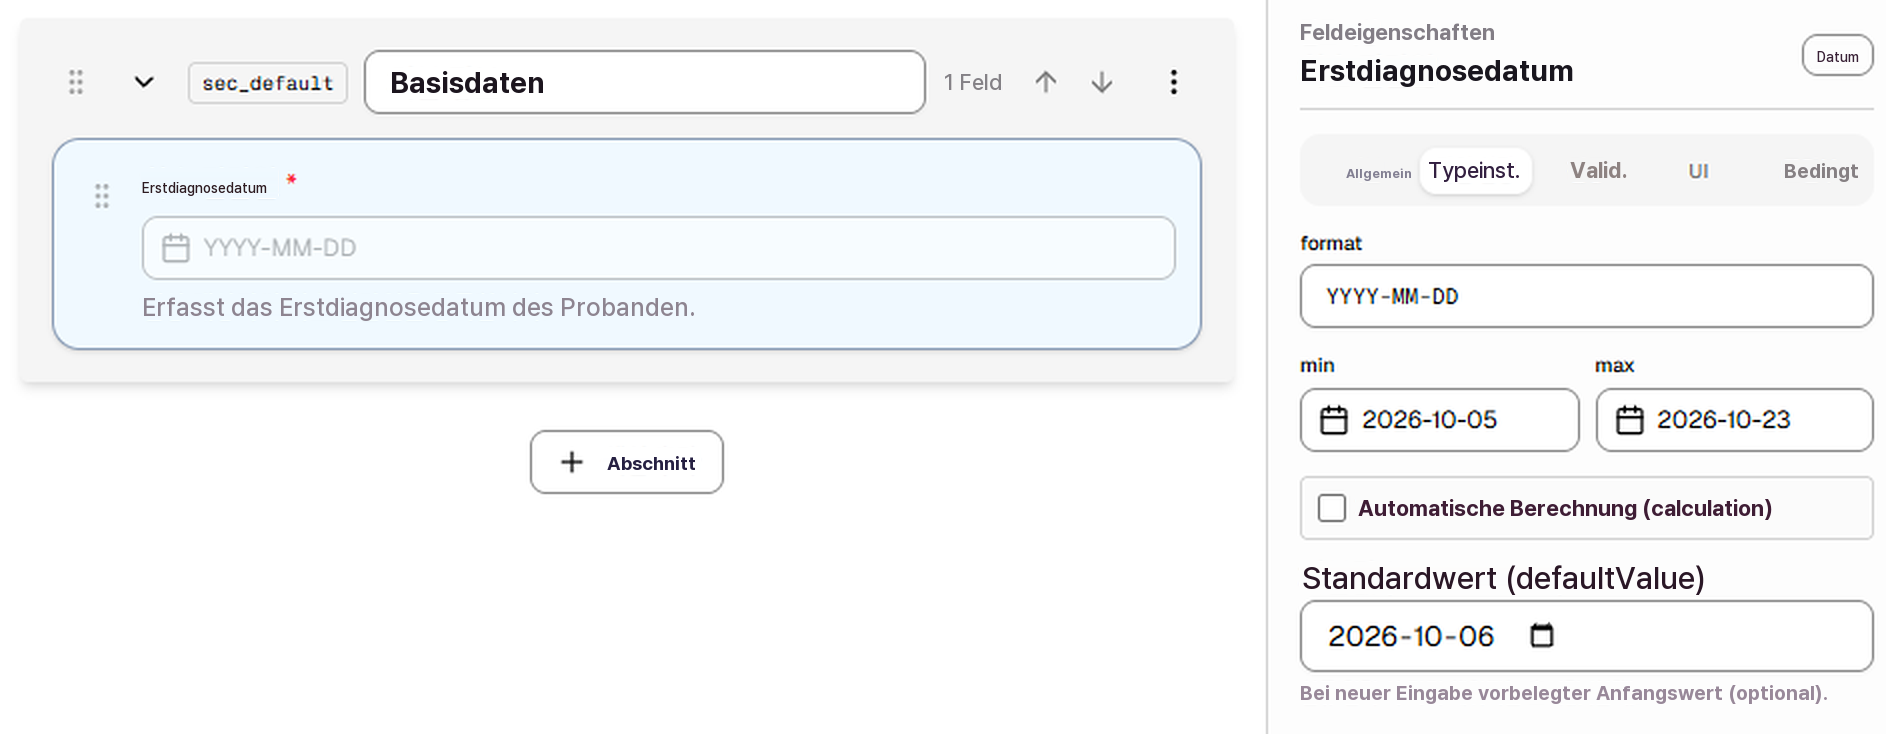 sec_default
Basisdaten
1 Feld
Erstdiagnosedatum *
YYYY-MM-DD
Erfasst das Erstdiagnosedatum des Probanden.
+ Abschnitt
Feldeigenschaften
Erstdiagnosedatum
Datum
Allgemein Typeinst. Valid. UI Bedingt
format
YYYY-MM-DD
min max
2026-10-05 2026-10-23
Automatische Berechnung (calculation)
Standardwert (defaultValue)
2026-10-06
Bei neuer Eingabe vorbelegter Anfangswert (optional).